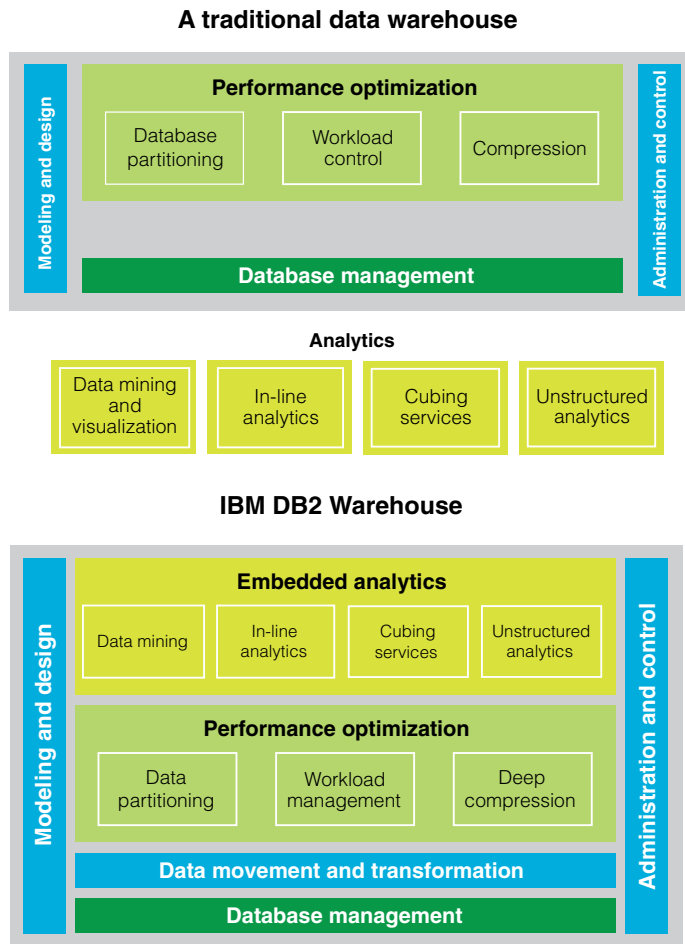 A traditional data warehouse
Modeling and design
Performance optimization
Database
partitioning
Workload
control
Compression
Database management
Administration and control
Analytics
Data mining
and
visualization
In-line
analytics
Cubing
services
Unstructured
analytics
IBM DB2 Warehouse
Modeling and design
Embedded analytics
Data mining
In-line
analytics
Cubing
services
Unstructured
analytics
Performance optimization
Data
partitioning
Workload
management
Deep
compression
Data movement and transformation
Database management
Administration and control